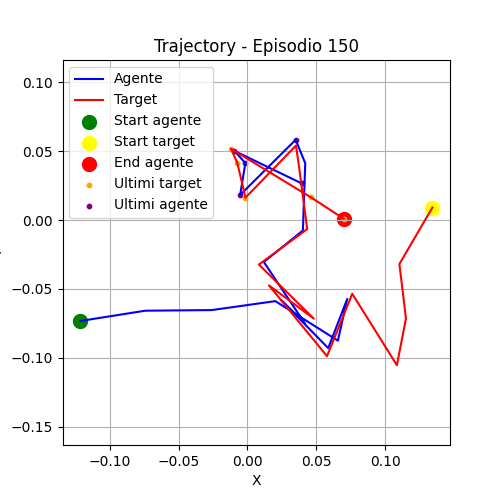 Trajectory - Episodio 150
Agente
Target
Start agente
Start target
End agente
Ultimi target
Ultimi agente
0.10
0.05
0.00
−0.05
−0.10
−0.15
−0.10
−0.05
0.00
0.05
0.10
X